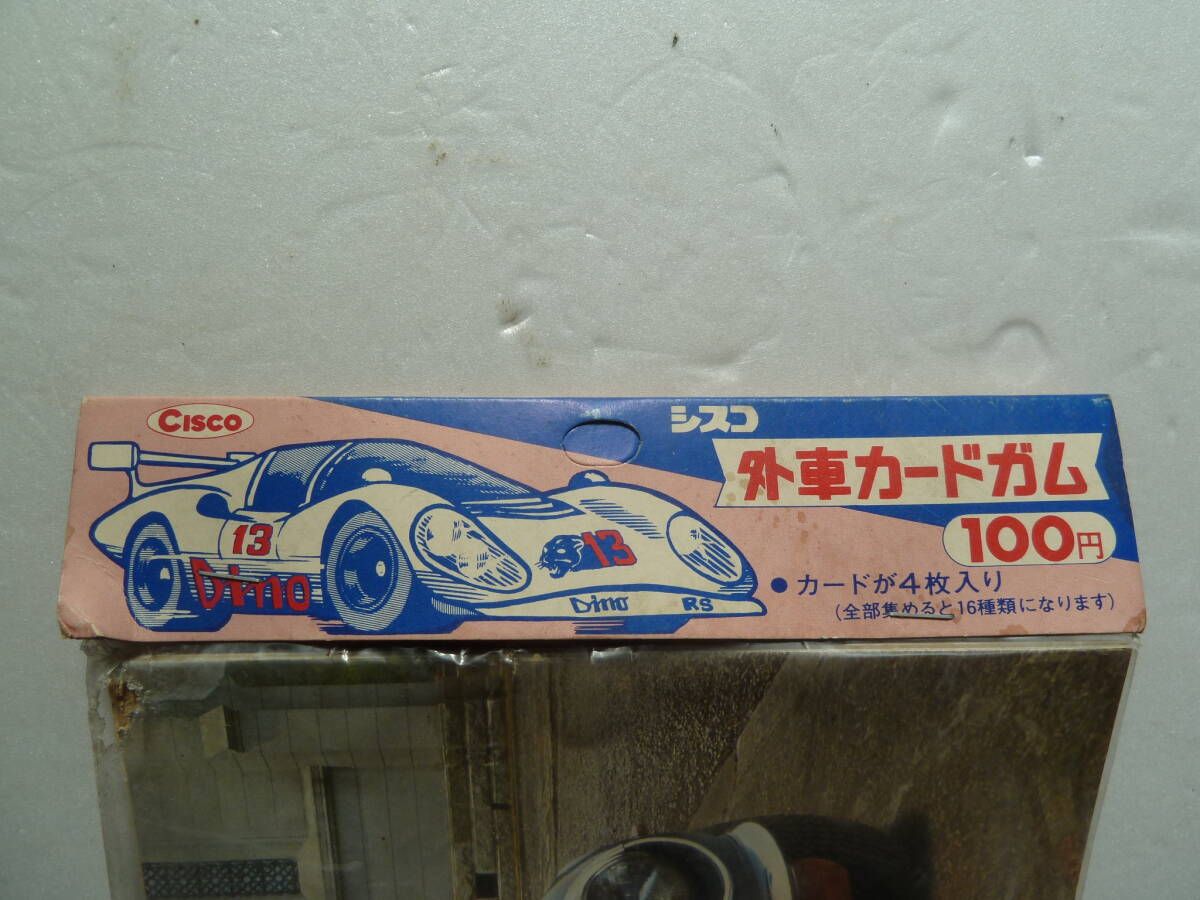 CISCO
シスコ
外車カードガム
100円
● カードが4枚入り
(全部集めると16種類になります)
13
13
Dino
Dino RS